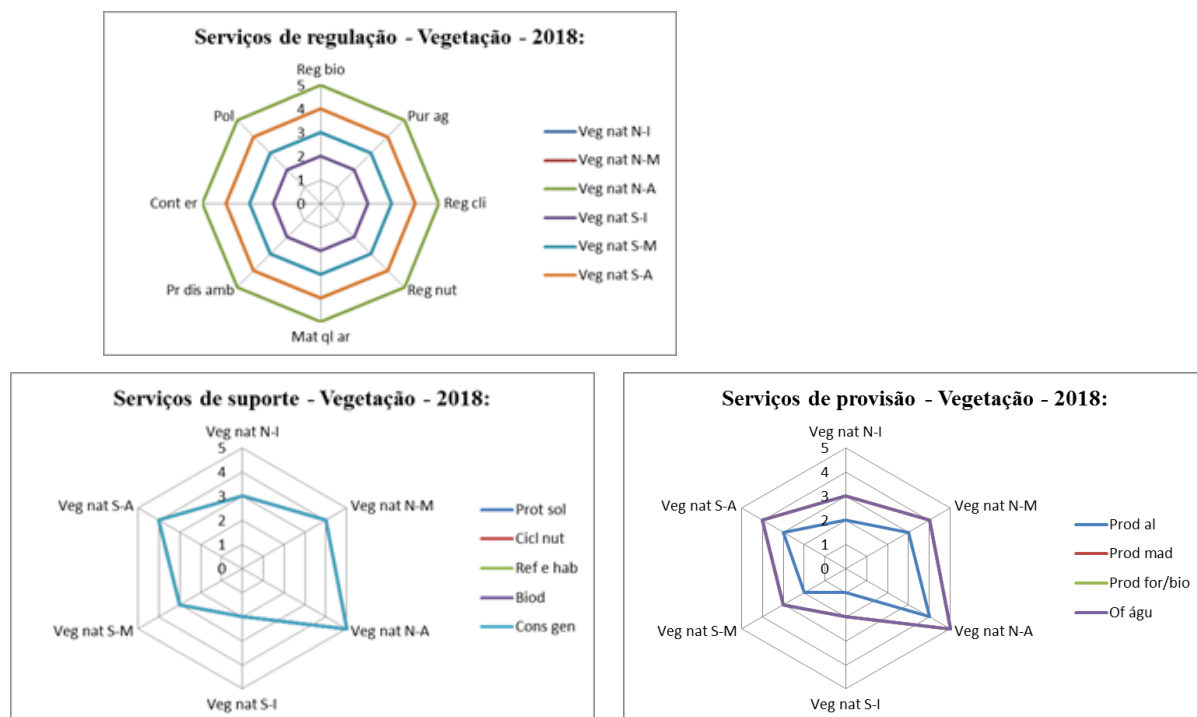 Serviços de regulação - Vegetação - 2018:
Reg bio
5
4
3
2
1
0
Pol
Pur ag
Cont er
Reg cli
Pr dis amb
Reg nut
Mat ql ar
Veg nat N-I
Veg nat N-M
Veg nat N-A
Veg nat S-I
Veg nat S-M
Veg nat S-A
Serviços de suporte - Vegetação - 2018:
Veg nat N-I
5
4
3
2
1
0
Veg nat S-A
Veg nat N-M
Veg nat S-M
Veg nat N-A
Veg nat S-I
Prot sol
Cicl nut
Ref e hab
Biod
Cons gen
Serviços de provisão - Vegetação - 2018:
Veg nat N-I
5
4
3
2
1
0
Veg nat S-A
Veg nat N-M
Veg nat S-M
Veg nat N-A
Veg nat S-I
Prod al
Prod mad
Prod for/bio
Of águ